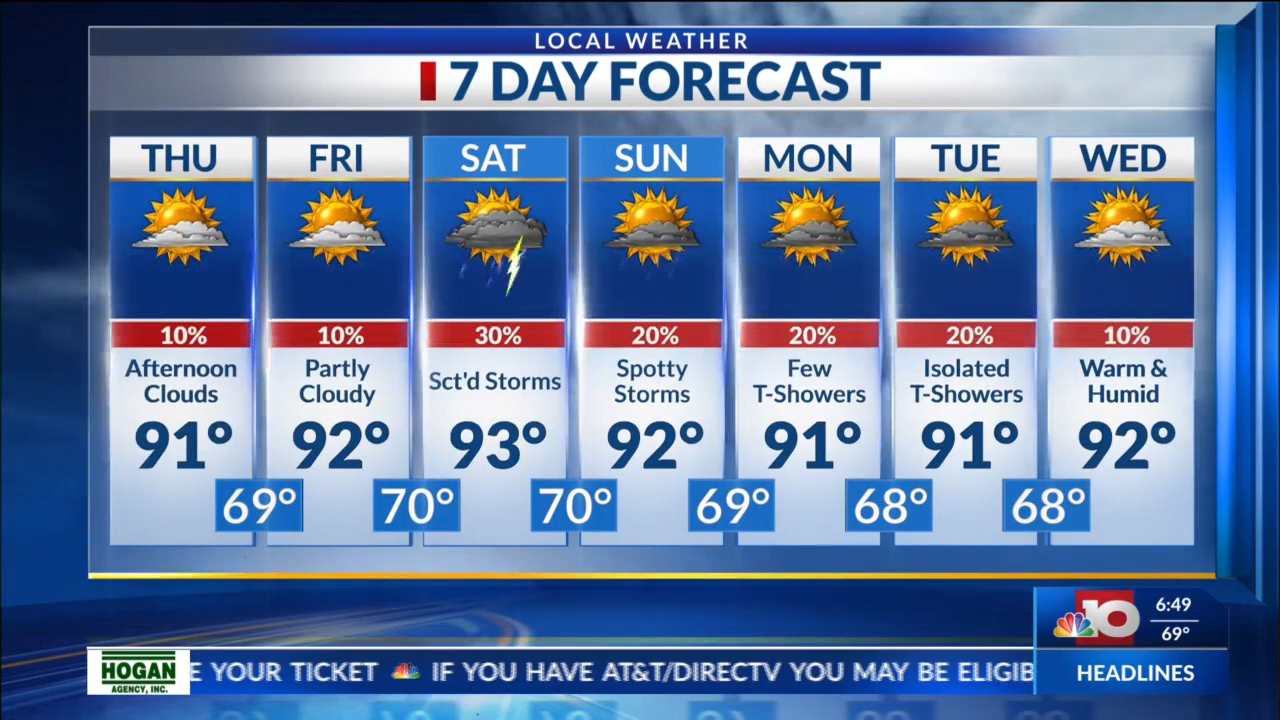 LOCAL WEATHER
7 DAY FORECAST
THU FRI SAT SUN MON TUE WED
10% 10% 30% 20% 20% 20% 10%
Afternoon
Clouds
Partly
Cloudy
Sct'd Storms
Spotty
Storms
Few
T-Showers
Isolated
T-Showers
Warm &
Humid
91° 92° 93° 92° 91° 91° 92°
69° 70° 70° 69° 68° 68°
10
6:49
69°
HEADLINES
HOGAN
AGENCY, INC.
E YOUR TICKET IF YOU HAVE AT&T/DIRECTV YOU MAY BE ELIGIB